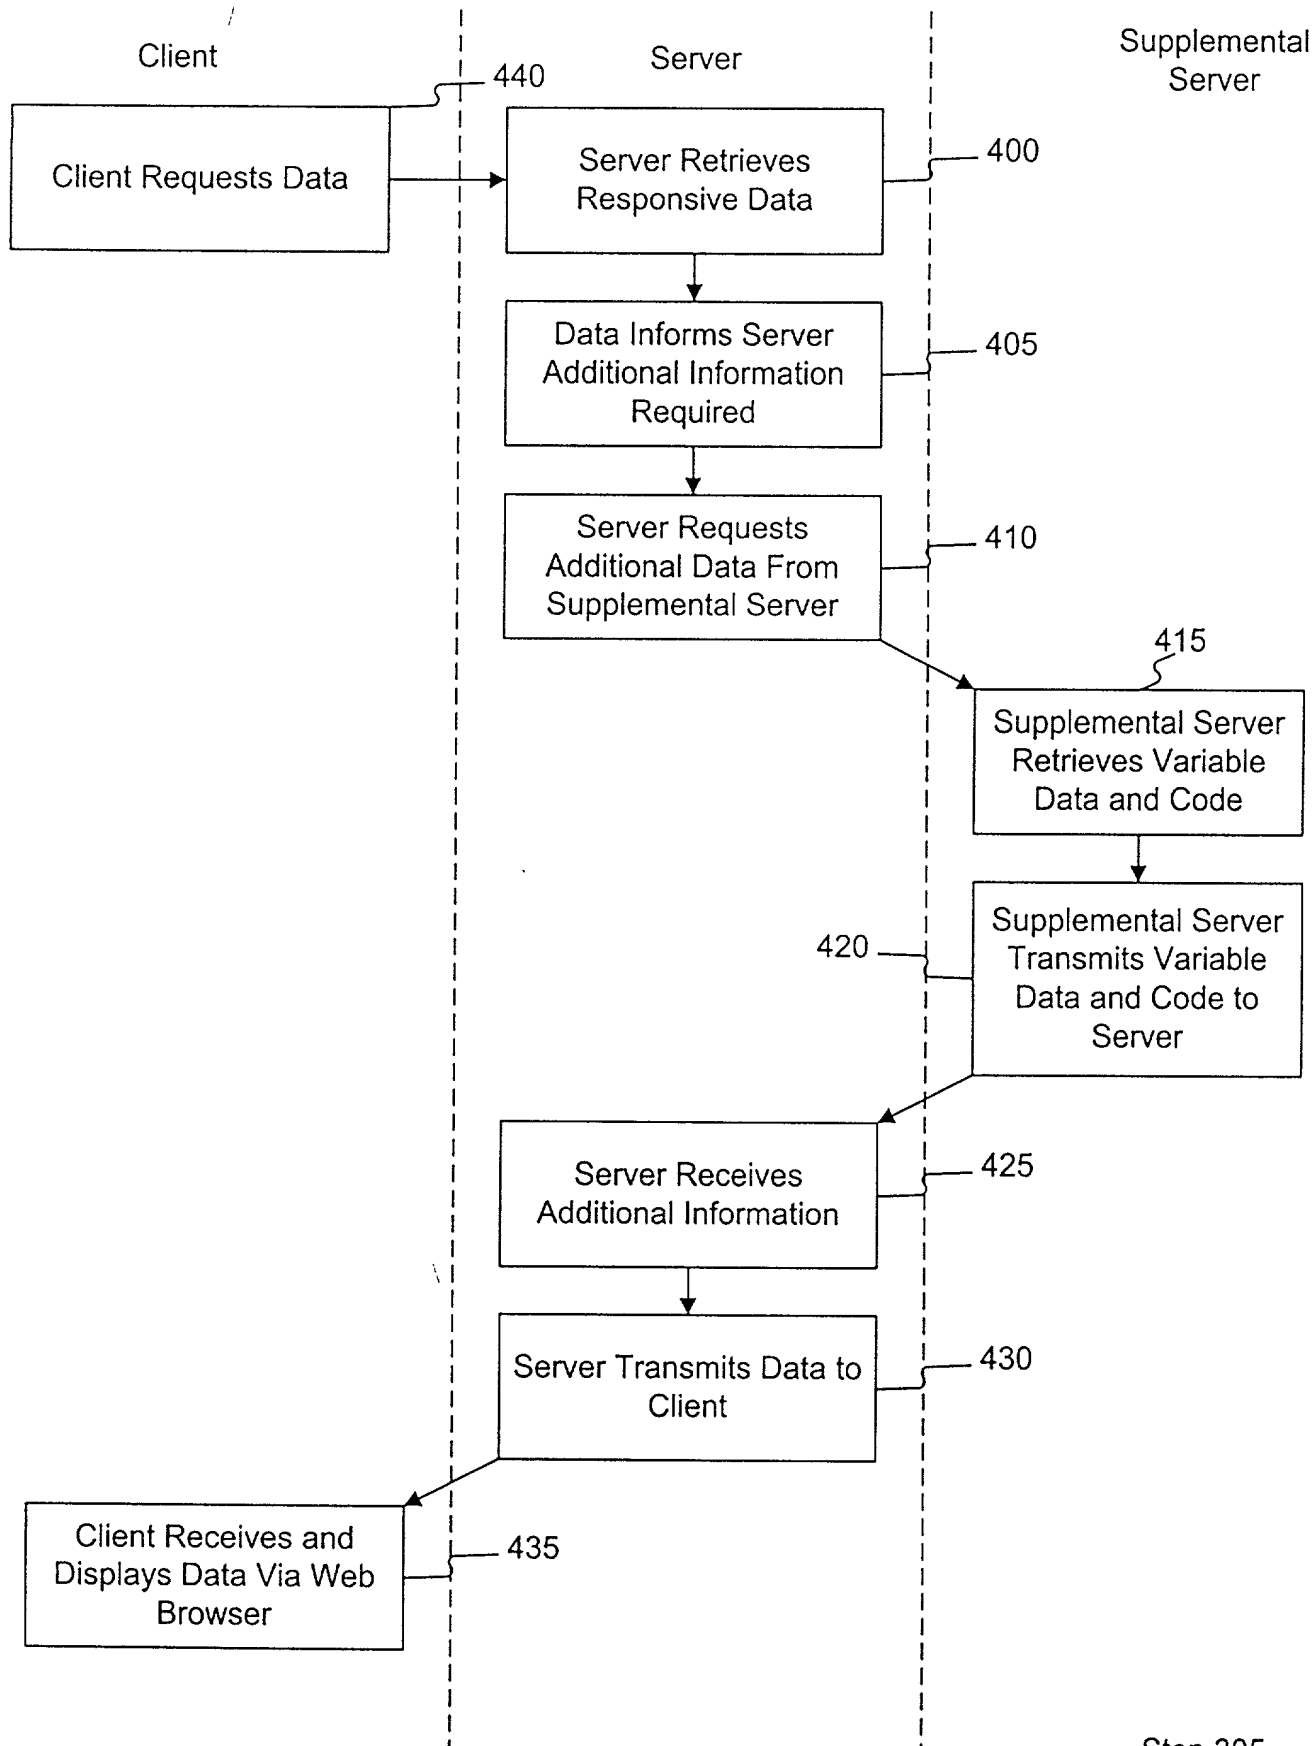 Client
Server
Supplemental
Server
440
Client Requests Data
Server Retrieves
Responsive Data
400
Data Informs Server
Additional Information
Required
405
Server Requests
Additional Data From
Supplemental Server
410
415
Supplemental Server
Retrieves Variable
Data and Code
420
Supplemental Server
Transmits Variable
Data and Code to
Server
Server Receives
Additional Information
425
Server Transmits Data to
Client
430
Client Receives and
Displays Data Via Web
Browser
435